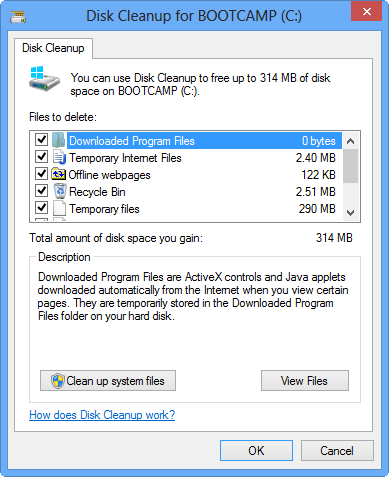 Disk Cleanup for BOOTCAMP (C:)
Disk Cleanup
You can use Disk Cleanup to free up to 314 MB of disk
space on BOOTCAMP (C:).
Files to delete:
Downloaded Program Files 0 bytes
Temporary Internet Files 2.40 MB
Offline webpages 122 KB
Recycle Bin 2.51 MB
Temporary files 290 MB
Total amount of disk space you gain: 314 MB
Description
Downloaded Program Files are ActiveX controls and Java applets
downloaded automatically from the Internet when you view certain
pages. They are temporarily stored in the Downloaded Program
Files folder on your hard disk.
Clean up system files View Files
How does Disk Cleanup work?
OK Cancel